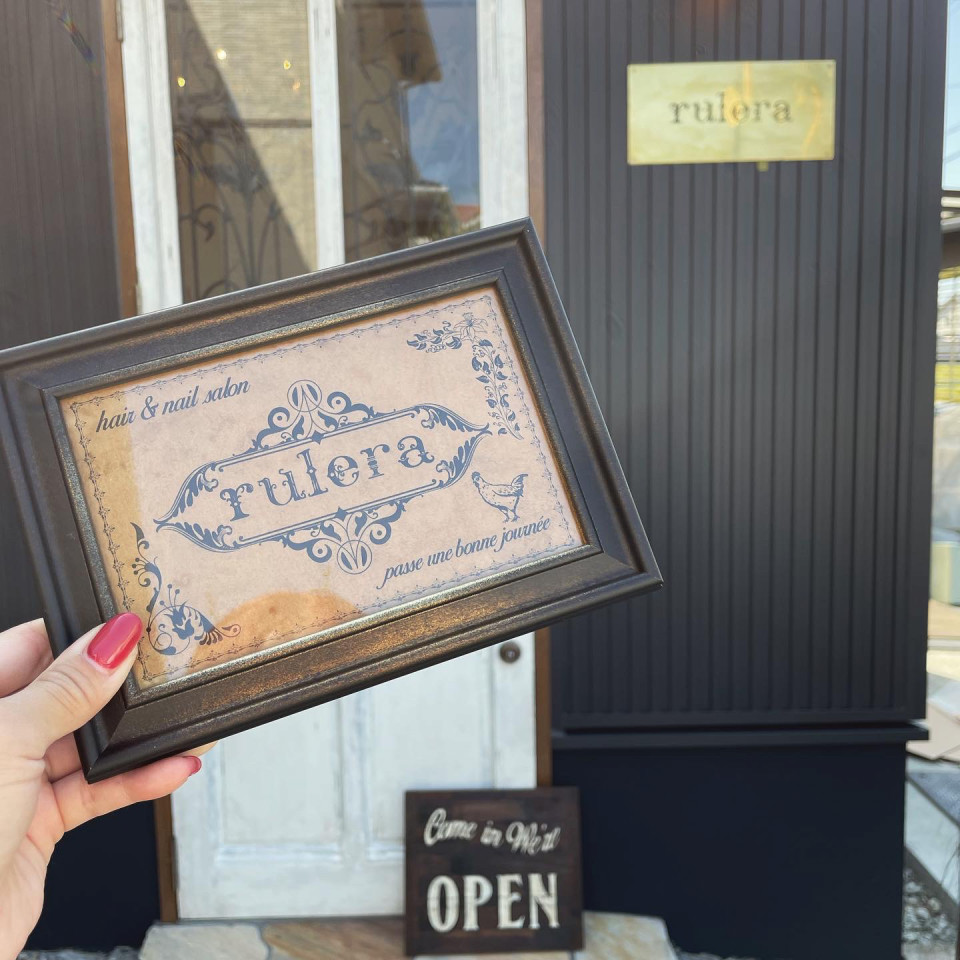 rulera
hair & nail salon
rulera
passe une bonne journée
Come in We're
OPEN